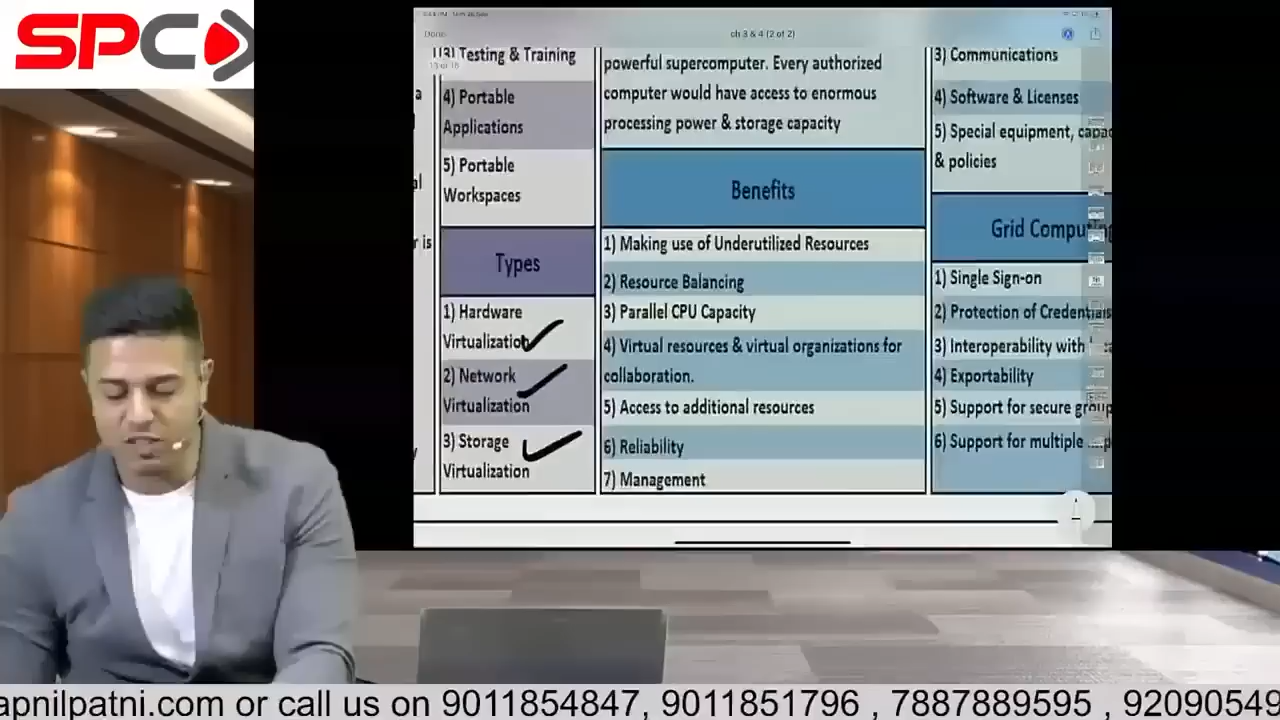 SPC
Done
ch 3 & 4 (2 of 2)
3) Testing & Training
4) Portable
Applications
5) Portable
Workspaces
Types
1) Hardware
Virtualization
2) Network
Virtualization
3) Storage
Virtualization
powerful supercomputer. Every authorized
computer would have access to enormous
processing power & storage capacity
Benefits
1) Making use of Underutilized Resources
2) Resource Balancing
3) Parallel CPU Capacity
4) Virtual resources & virtual organizations for
collaboration.
5) Access to additional resources
6) Reliability
7) Management
3) Communications
4) Software & Licenses
5) Special equipment,
& policies
Grid
1) Single Sign-on
2) Protection of
3) Interoperability with
4) Exportability
5) Support for secure
6) Support for multiple
apnilpatni.com or call us on 9011854847, 9011851796 , 7887889595 , 92090549